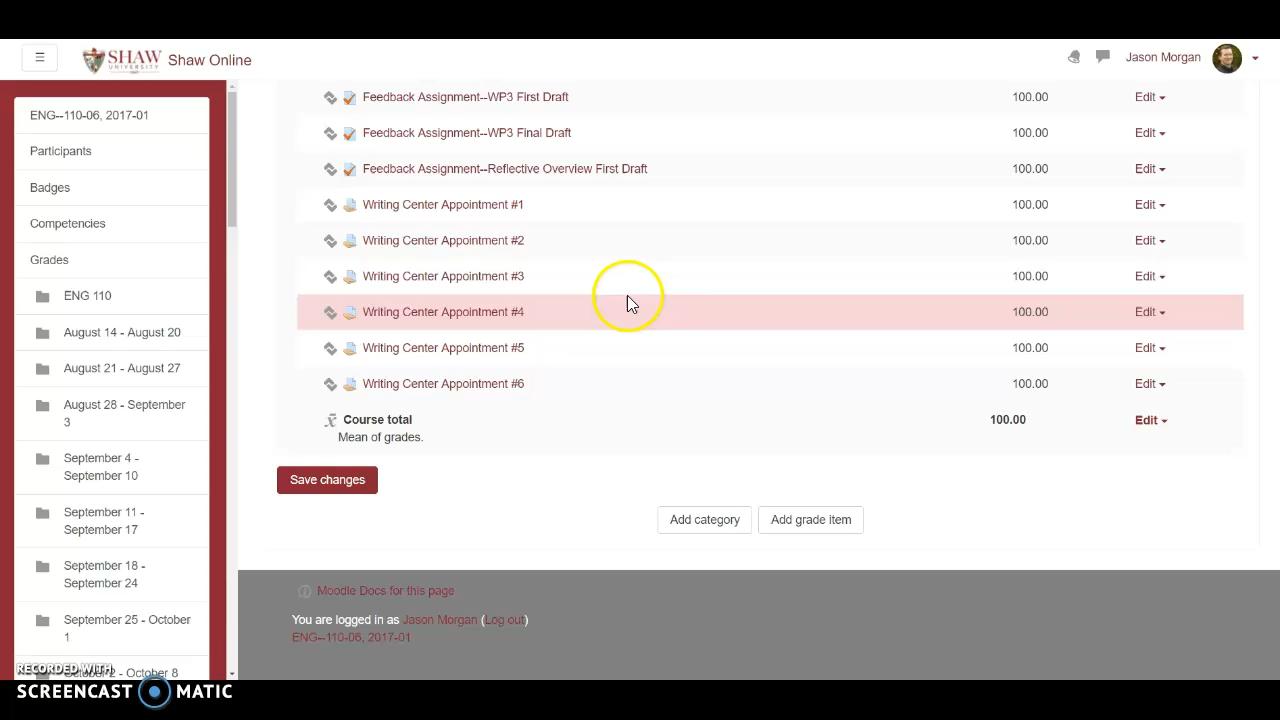 SHAW
UNIVERSITY
Shaw Online
Jason Morgan
ENG--110-06, 2017-01
Participants
Badges
Competencies
Grades
ENG 110
August 14 - August 20
August 21 - August 27
August 28 - September
3
September 4 -
September 10
September 11 -
September 17
September 18 -
September 24
September 25 - October
1
October 2 - October 8
Feedback Assignment--WP3 First Draft 100.00 Edit
Feedback Assignment--WP3 Final Draft 100.00 Edit
Feedback Assignment--Reflective Overview First Draft 100.00 Edit
Writing Center Appointment #1 100.00 Edit
Writing Center Appointment #2 100.00 Edit
Writing Center Appointment #3 100.00 Edit
Writing Center Appointment #4 100.00 Edit
Writing Center Appointment #5 100.00 Edit
Writing Center Appointment #6 100.00 Edit
Course total 100.00 Edit
Mean of grades.
Save changes
Add category Add grade item
Moodle Docs for this page
You are logged in as Jason Morgan (Log out)
ENG--110-06, 2017-01
RECORDED WITH
SCREENCAST MATIC